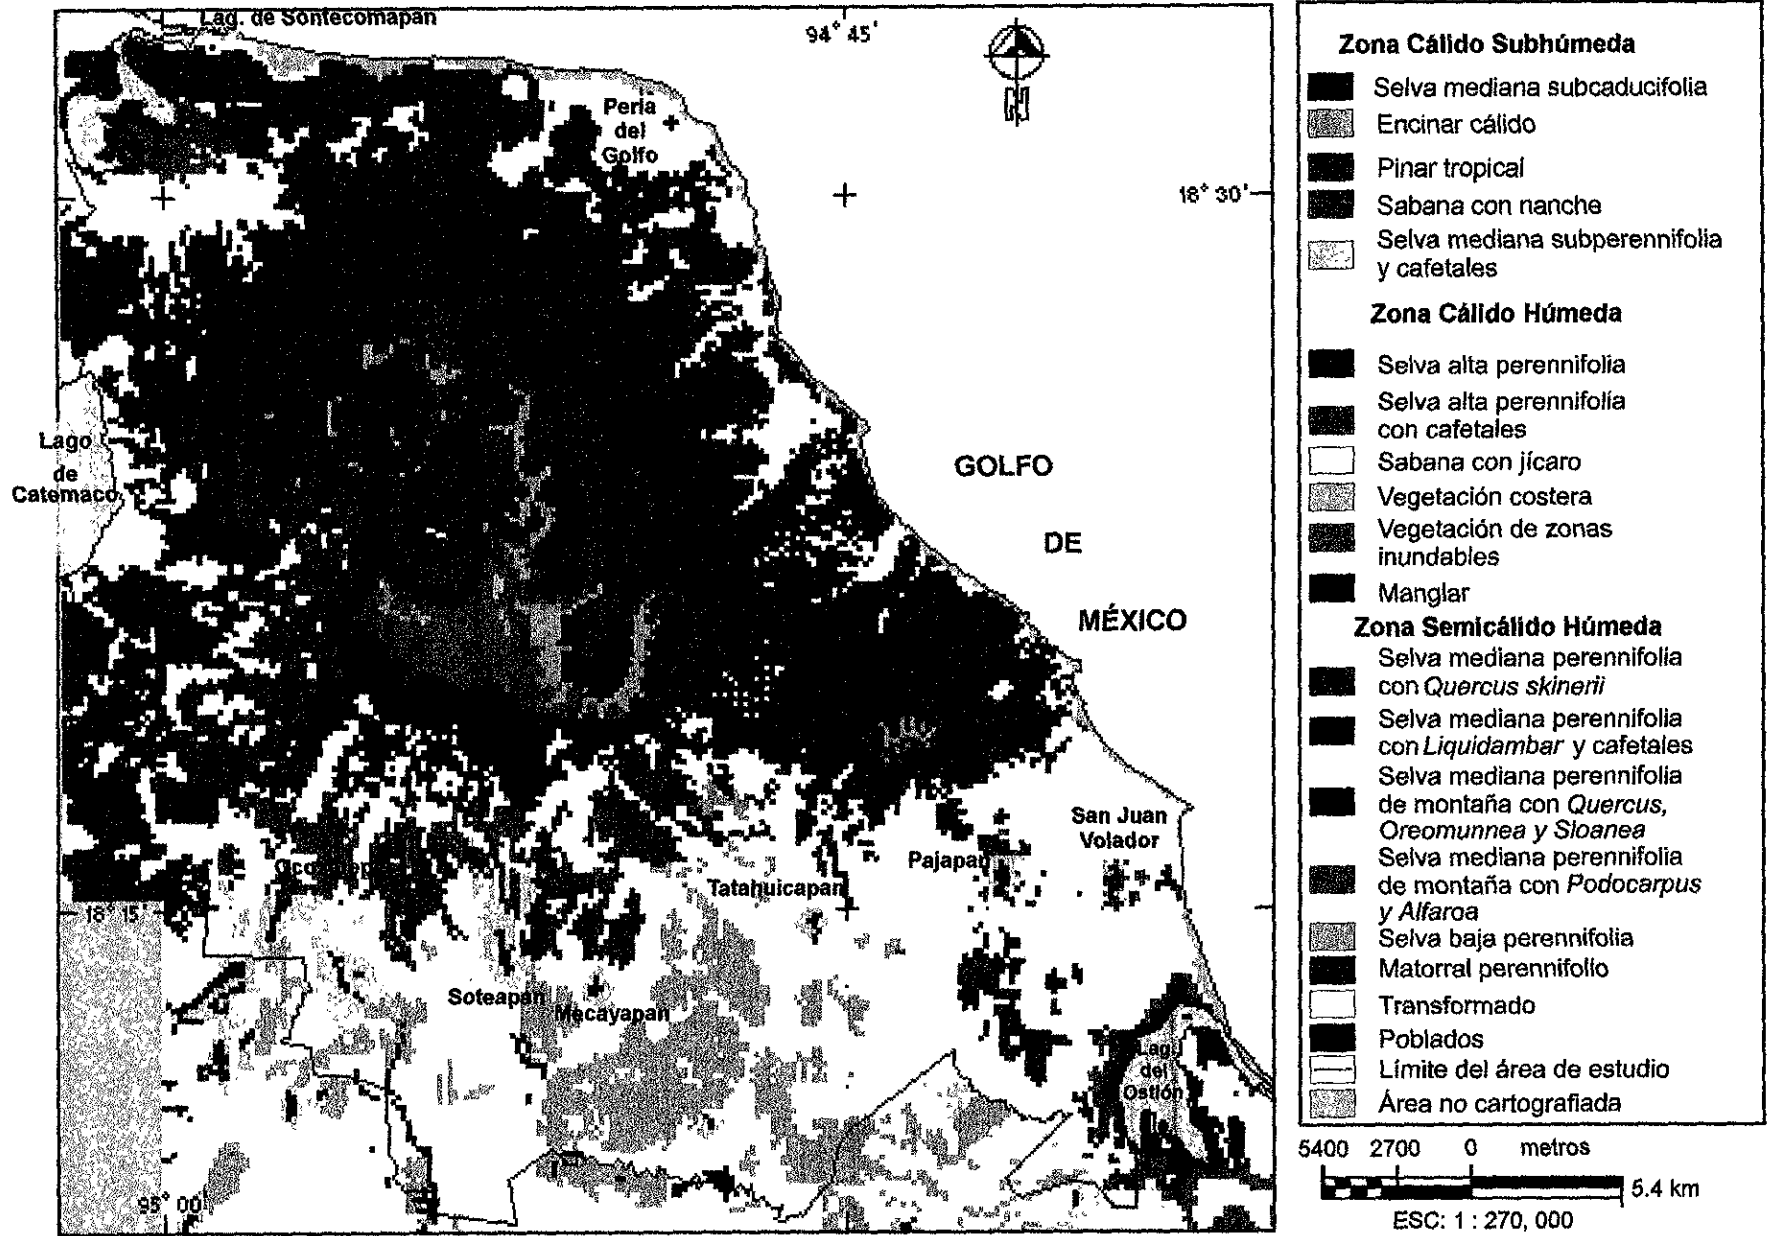 Lag. de Sontecomapan
94° 45'
Perla
del
Golfo
18° 30'
Lago
de
Catemaco
GOLFO
DE
MÉXICO
San Juan
Volador
Pajapan
Tatahuicapan
18° 15'
Soteapan
Mecayapan
Lag.
del
Ostión
95° 00'
Zona Cálido Subhúmeda
Selva mediana subcaducifolia
Encinar cálido
Pinar tropical
Sabana con nanche
Selva mediana subperennifolia
y cafetales
Zona Cálido Húmeda
Selva alta perennifolia
Selva alta perennifolía
con cafetales
Sabana con jícaro
Vegetación costera
Vegetación de zonas
inundables
Manglar
Zona Semicálido Húmeda
Selva mediana perennifolia
con Quercus skinerii
Selva mediana perennifolia
con Liquidambar y cafetales
Selva mediana perennifolia
de montaña con Quercus,
Oreomunnea y Sloanea
Selva mediana perennifolia
de montaña con Podocarpus
y Alfaroa
Selva baja perennifolia
Matorral perennifolio
Transformado
Poblados
Límite del área de estudio
Área no cartografiada
5400 2700 0 metros
5.4 km
ESC: 1 : 270, 000